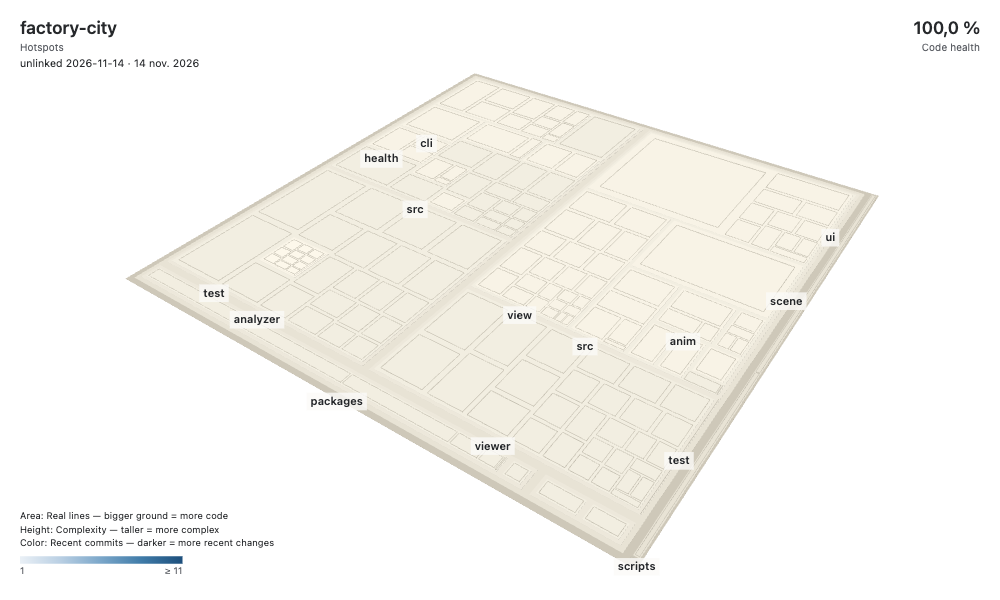 factory-city
Hotspots
unlinked 2026-11-14 · 14 nov. 2026
100,0 %
Code health
cli
health
src
ui
test
scene
analyzer
view
src
anim
packages
viewer
test
scripts
Area: Real lines — bigger ground = more code
Height: Complexity — taller = more complex
Color: Recent commits — darker = more recent changes
1
≥ 11